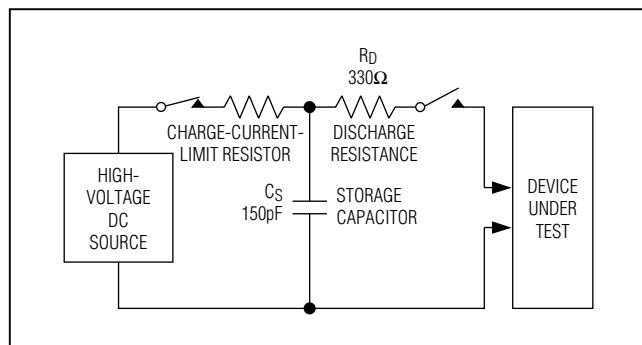 RD
330Ω
CHARGE-CURRENT-
LIMIT RESISTOR
DISCHARGE
RESISTANCE
HIGH-
VOLTAGE
DC
SOURCE
CS
150pF
STORAGE
CAPACITOR
DEVICE
UNDER
TEST